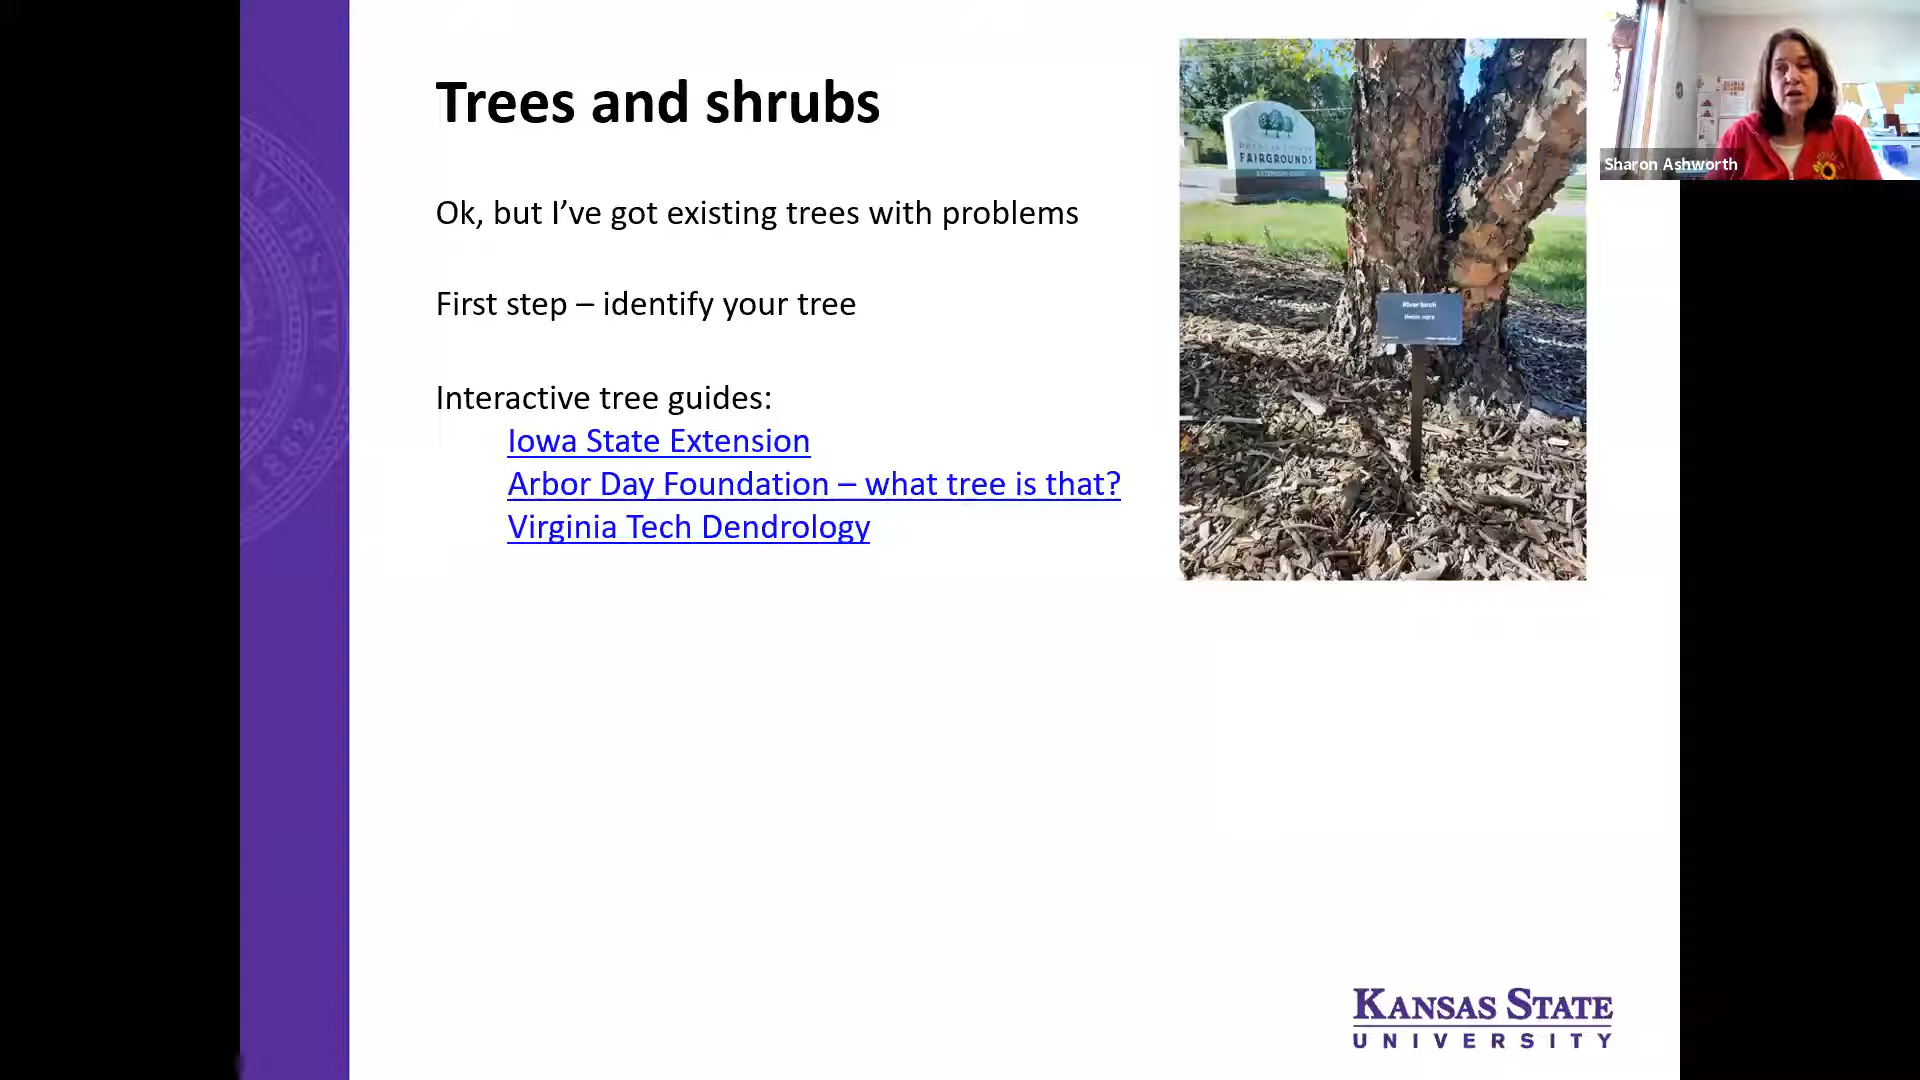 Trees and shrubs
Ok, but I’ve got existing trees with problems
First step – identify your tree
Interactive tree guides:
Iowa State Extension
Arbor Day Foundation – what tree is that?
Virginia Tech Dendrology
FAIRGROUNDS
River birch
Sharon Ashworth
KANSAS STATE
UNIVERSITY
VERSITY
1863